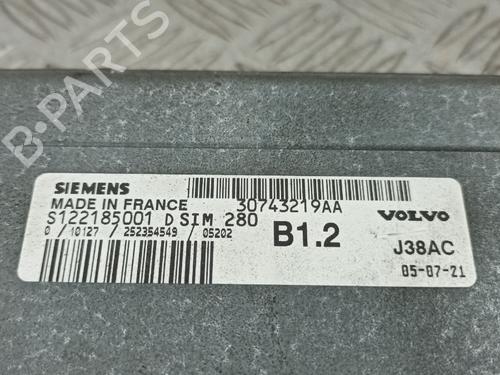 SIEMENS
MADE IN FRANCE 30743219AA
S122185001 D SIM 280
0 / 10127 / 252354549 / 05202
B1.2
VOLVO
J38AC
05-07-21
B-PARTS